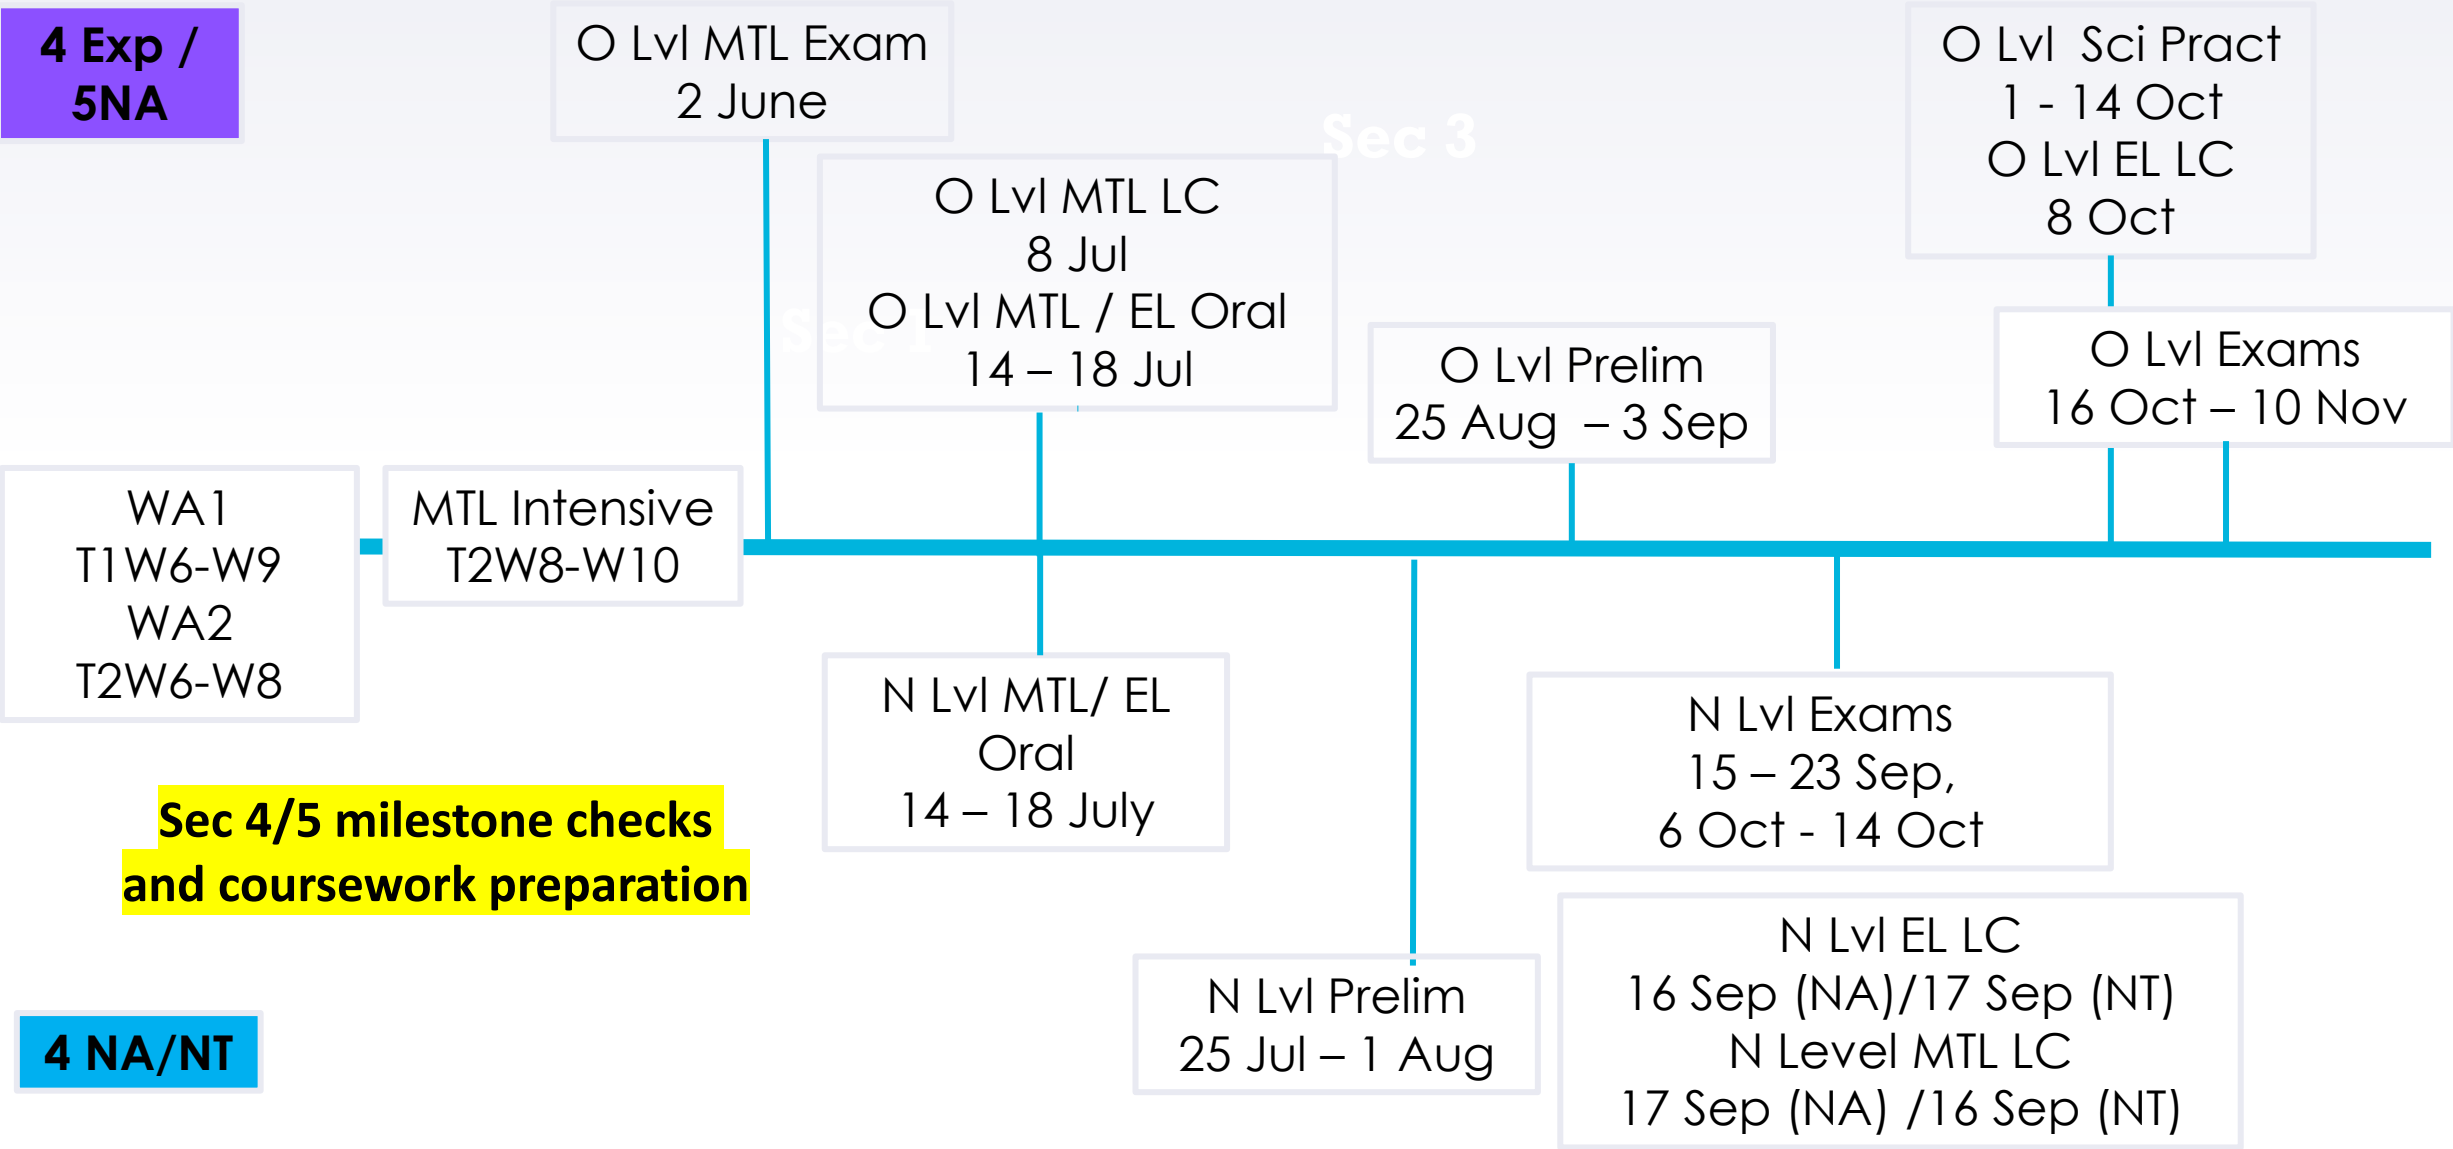 4 Exp /
5NA
O Lvl MTL Exam
2 June
O Lvl  Sci Pract
1 - 14 Oct
O Lvl EL LC
8 Oct
Sec 3
O Lvl MTL LC
8 Jul
O Lvl MTL / EL Oral
14 – 18 Jul
Sec 1
O Lvl Prelim
25 Aug  – 3 Sep
O Lvl Exams
16 Oct – 10 Nov
WA1
T1W6-W9
WA2
T2W6-W8
MTL Intensive
T2W8-W10
N Lvl MTL/ EL
Oral
14 – 18 July
N Lvl Exams
15 – 23 Sep,
6 Oct - 14 Oct
Sec 4/5 milestone checks
and coursework preparation
N Lvl EL LC
16 Sep (NA)/17 Sep (NT)
N Level MTL LC
17 Sep (NA) /16 Sep (NT)
N Lvl Prelim
25 Jul – 1 Aug
4 NA/NT